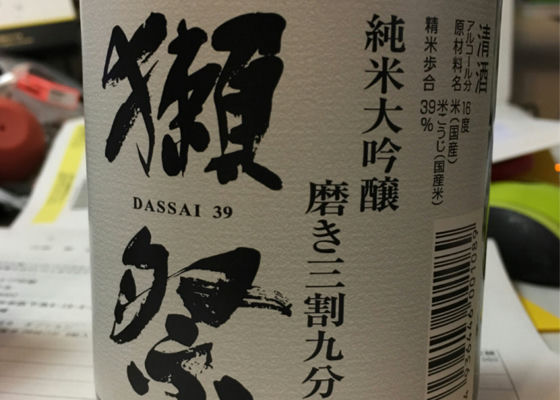 清酒
アルコール分 16度
原材料名 米(国産)
米こうじ(国産米)
精米歩合 39%
純米大吟醸
磨き三割九分
獺祭
DASSAI 39